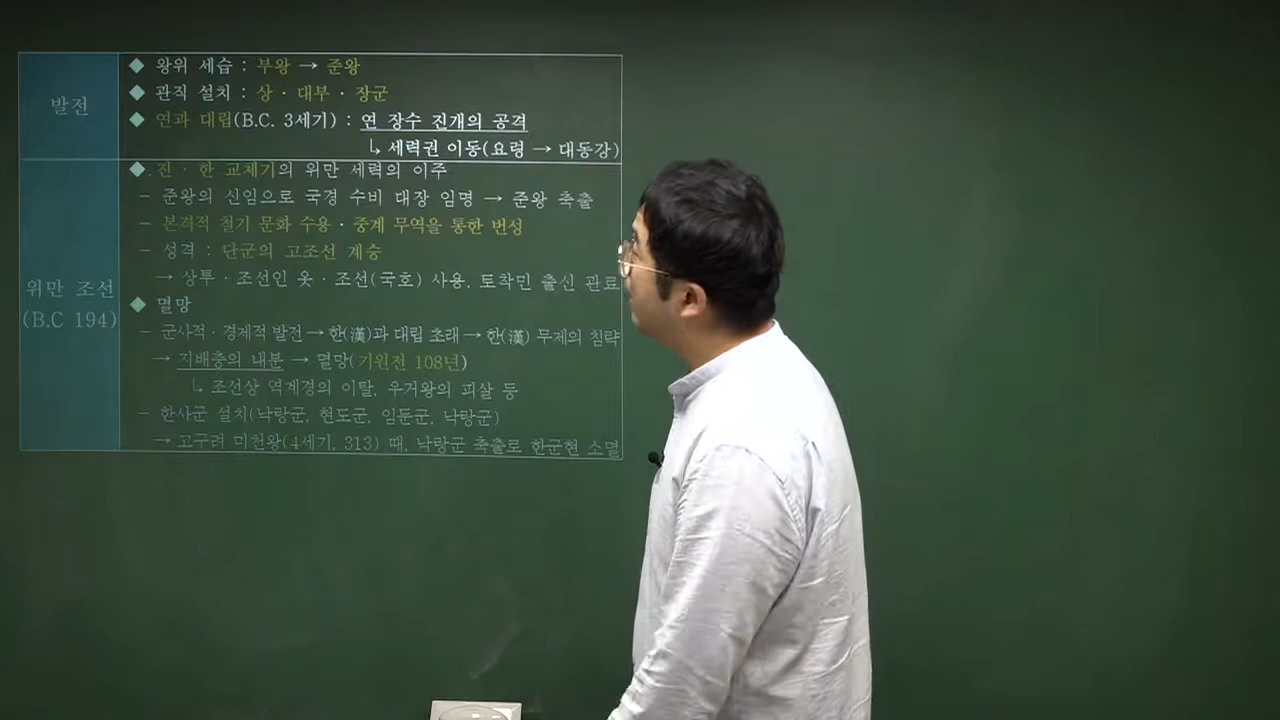 발전
◆ 왕위 세습 : 부왕 → 준왕
◆ 관직 설치 : 상 · 대부 · 장군
◆ 연과 대립(B.C. 3세기) : 연 장수 진개의 공격
↳ 세력권 이동(요령 → 대동강)
위만 조선
(B.C 194)
◆ 진 · 한 교체기의 위만 세력의 이주
- 준왕의 신임으로 국경 수비 대장 임명 → 준왕 축출
- 본격적 철기 문화 수용 · 중계 무역을 통한 번성
- 성격 : 단군의 고조선 계승
→ 상투 · 조선인 옷 · 조선(국호) 사용, 토착민 출신 관료
◆ 멸망
- 군사적 · 경제적 발전 → 한(漢)과 대립 초래 → 한(漢) 무제의 침략
→ 지배층의 내분 → 멸망(기원전 108년)
↳ 조선상 역계경의 이탈, 우거왕의 피살 등
- 한사군 설치(낙랑군, 현도군, 임둔군, 낙랑군)
→ 고구려 미천왕(4세기, 313) 때, 낙랑군 축출로 한군현 소멸